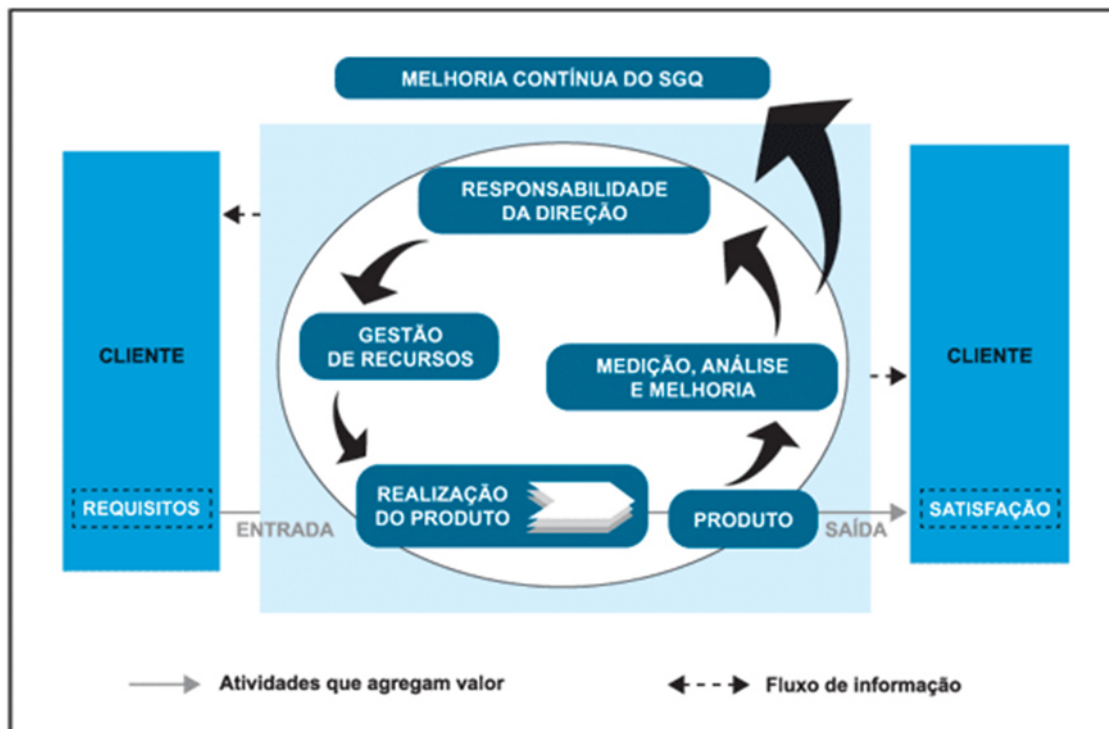 MELHORIA CONTÍNUA DO SGQ
RESPONSABILIDADE
DA DIREÇÃO
GESTÃO
DE RECURSOS
CLIENTE
MEDIÇÃO, ANÁLISE
E MELHORIA
CLIENTE
REQUISITOS
ENTRADA
REALIZAÇÃO
DO PRODUTO
PRODUTO
SAÍDA
SATISFAÇÃO
Atividades que agregam valor
Fluxo de informação